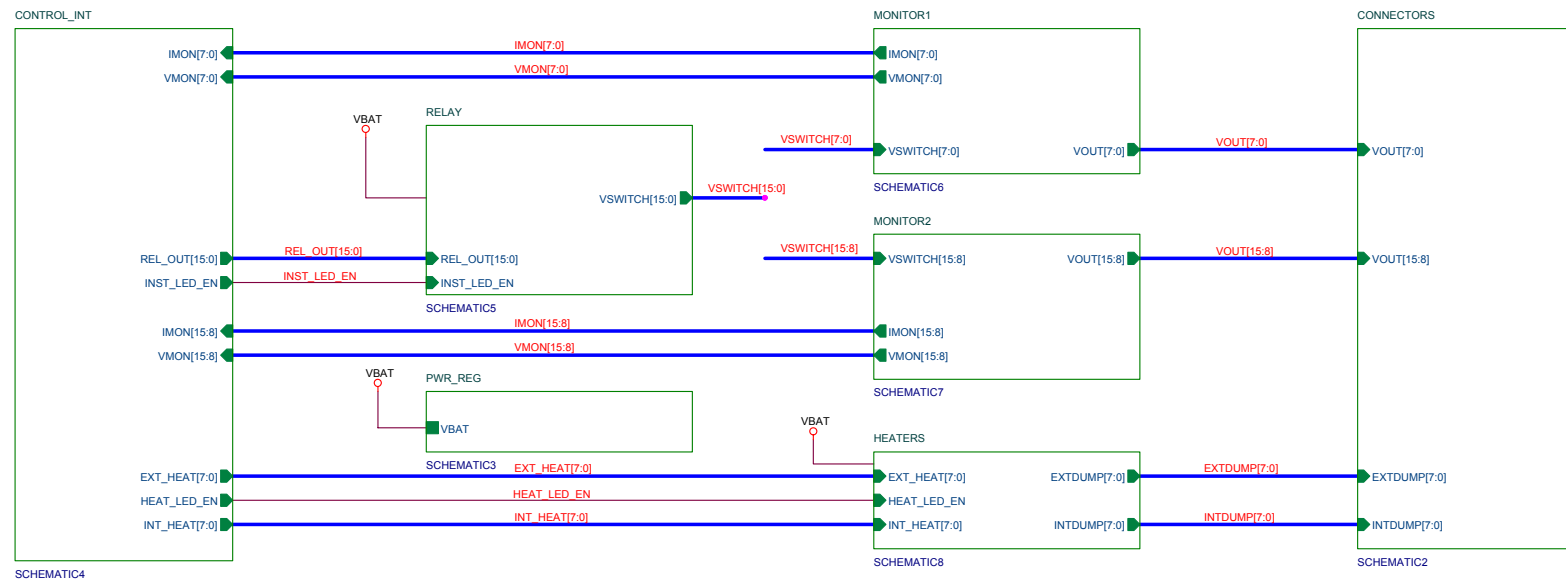 CONTROL_INT
MONITOR1
CONNECTORS
IMON[7:0]
IMON[7:0]
IMON[7:0]
VMON[7:0]
VMON[7:0]
VMON[7:0]
RELAY
VBAT
VSWITCH[7:0]
VSWITCH[7:0]
VOUT[7:0]
VOUT[7:0]
VOUT[7:0]
SCHEMATIC6
VSWITCH[15:0]
VSWITCH[15:0]
MONITOR2
REL_OUT[15:0]
REL_OUT[15:0]
REL_OUT[15:0]
VSWITCH[15:8]
VSWITCH[15:8]
VOUT[15:8]
VOUT[15:8]
VOUT[15:8]
INST_LED_EN
INST_LED_EN
INST_LED_EN
SCHEMATIC5
IMON[15:8]
IMON[15:8]
IMON[15:8]
VMON[15:8]
VMON[15:8]
VMON[15:8]
VBAT
PWR_REG
SCHEMATIC7
VBAT
VBAT
HEATERS
SCHEMATIC3
EXT_HEAT[7:0]
EXT_HEAT[7:0]
EXT_HEAT[7:0]
EXTDUMP[7:0]
EXTDUMP[7:0]
EXTDUMP[7:0]
HEAT_LED_EN
HEAT_LED_EN
HEAT_LED_EN
INT_HEAT[7:0]
INT_HEAT[7:0]
INT_HEAT[7:0]
INTDUMP[7:0]
INTDUMP[7:0]
INTDUMP[7:0]
SCHEMATIC8
SCHEMATIC2
SCHEMATIC4